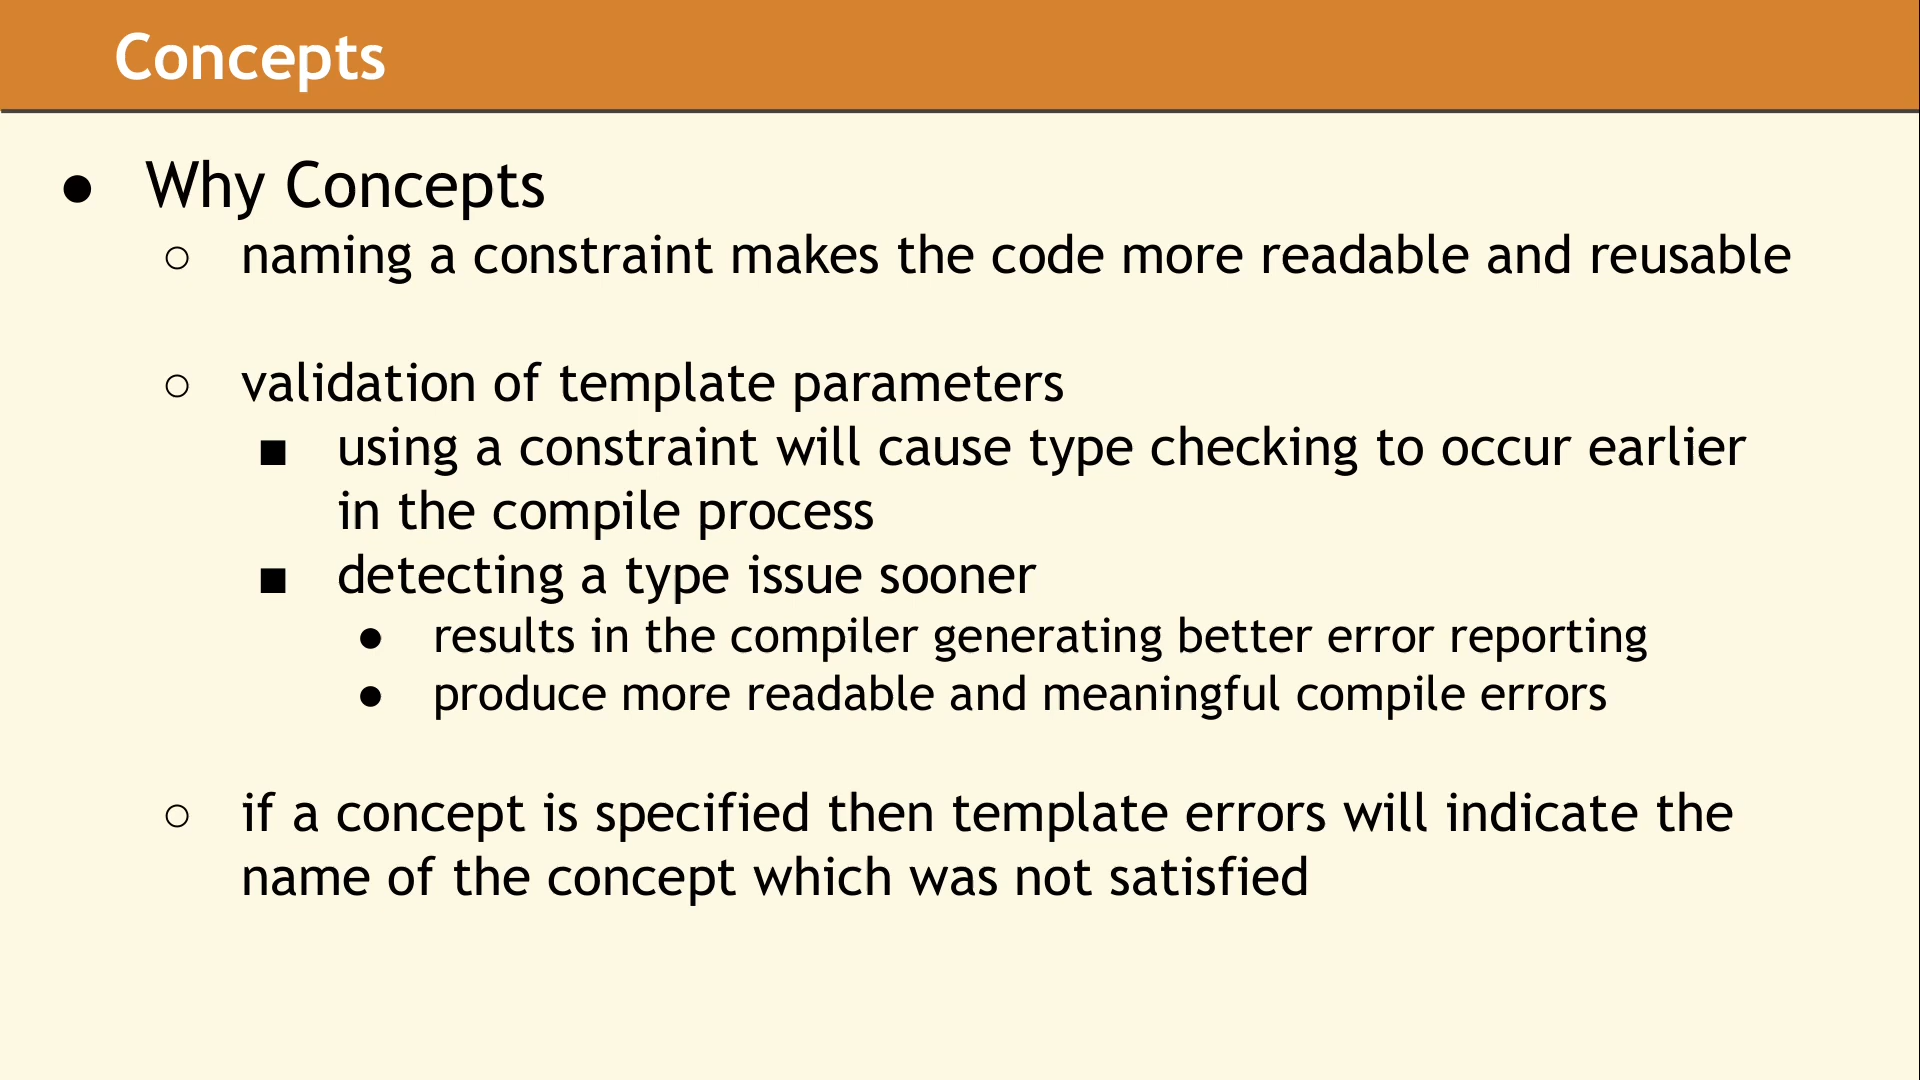 Concepts
● Why Concepts
○ naming a constraint makes the code more readable and reusable
○ validation of template parameters
■ using a constraint will cause type checking to occur earlier
in the compile process
■ detecting a type issue sooner
● results in the compiler generating better error reporting
● produce more readable and meaningful compile errors
○ if a concept is specified then template errors will indicate the
name of the concept which was not satisfied